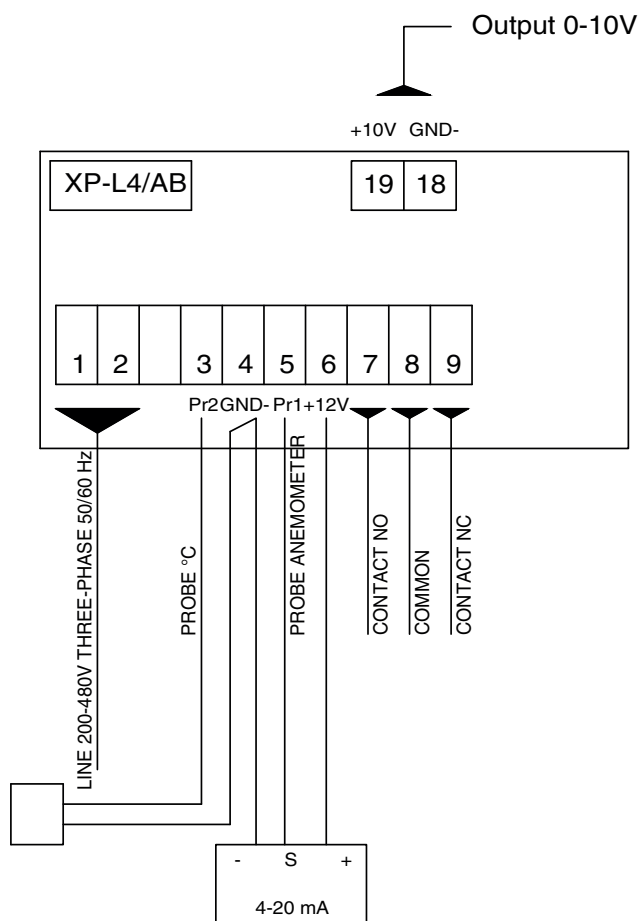 Output 0-10V
+10V GND-
XP-L4/AB
19 18
1 2 3 4 5 6 7 8 9
Pr2 GND- Pr1 +12V
LINE 200-480V THREE-PHASE 50/60 Hz
PROBE °C
PROBE ANEMOMETER
CONTACT NO
COMMON
CONTACT NC
- S +
4-20 mA